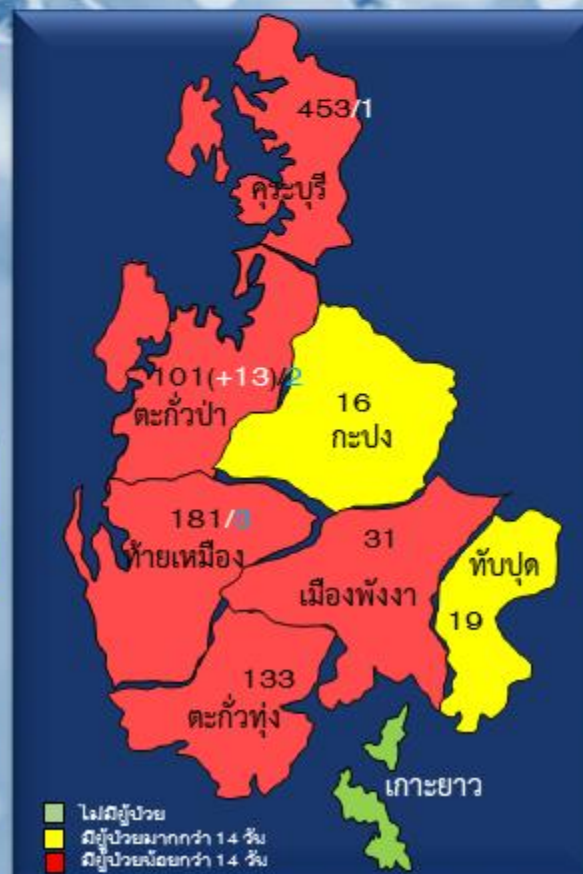 453/1
คุระบุรี
101(+13)/2
ตะกั่วป่า
16
กะปง
181/3
ท้ายเหมือง
31
เมืองพังงา
ทับปุด
19
133
ตะกั่วทุ่ง
เกาะยาว
ไม่มีผู้ป่วย
มีผู้ป่วยมากกว่า 14 วัน
มีผู้ป่วยน้อยกว่า 14 วัน